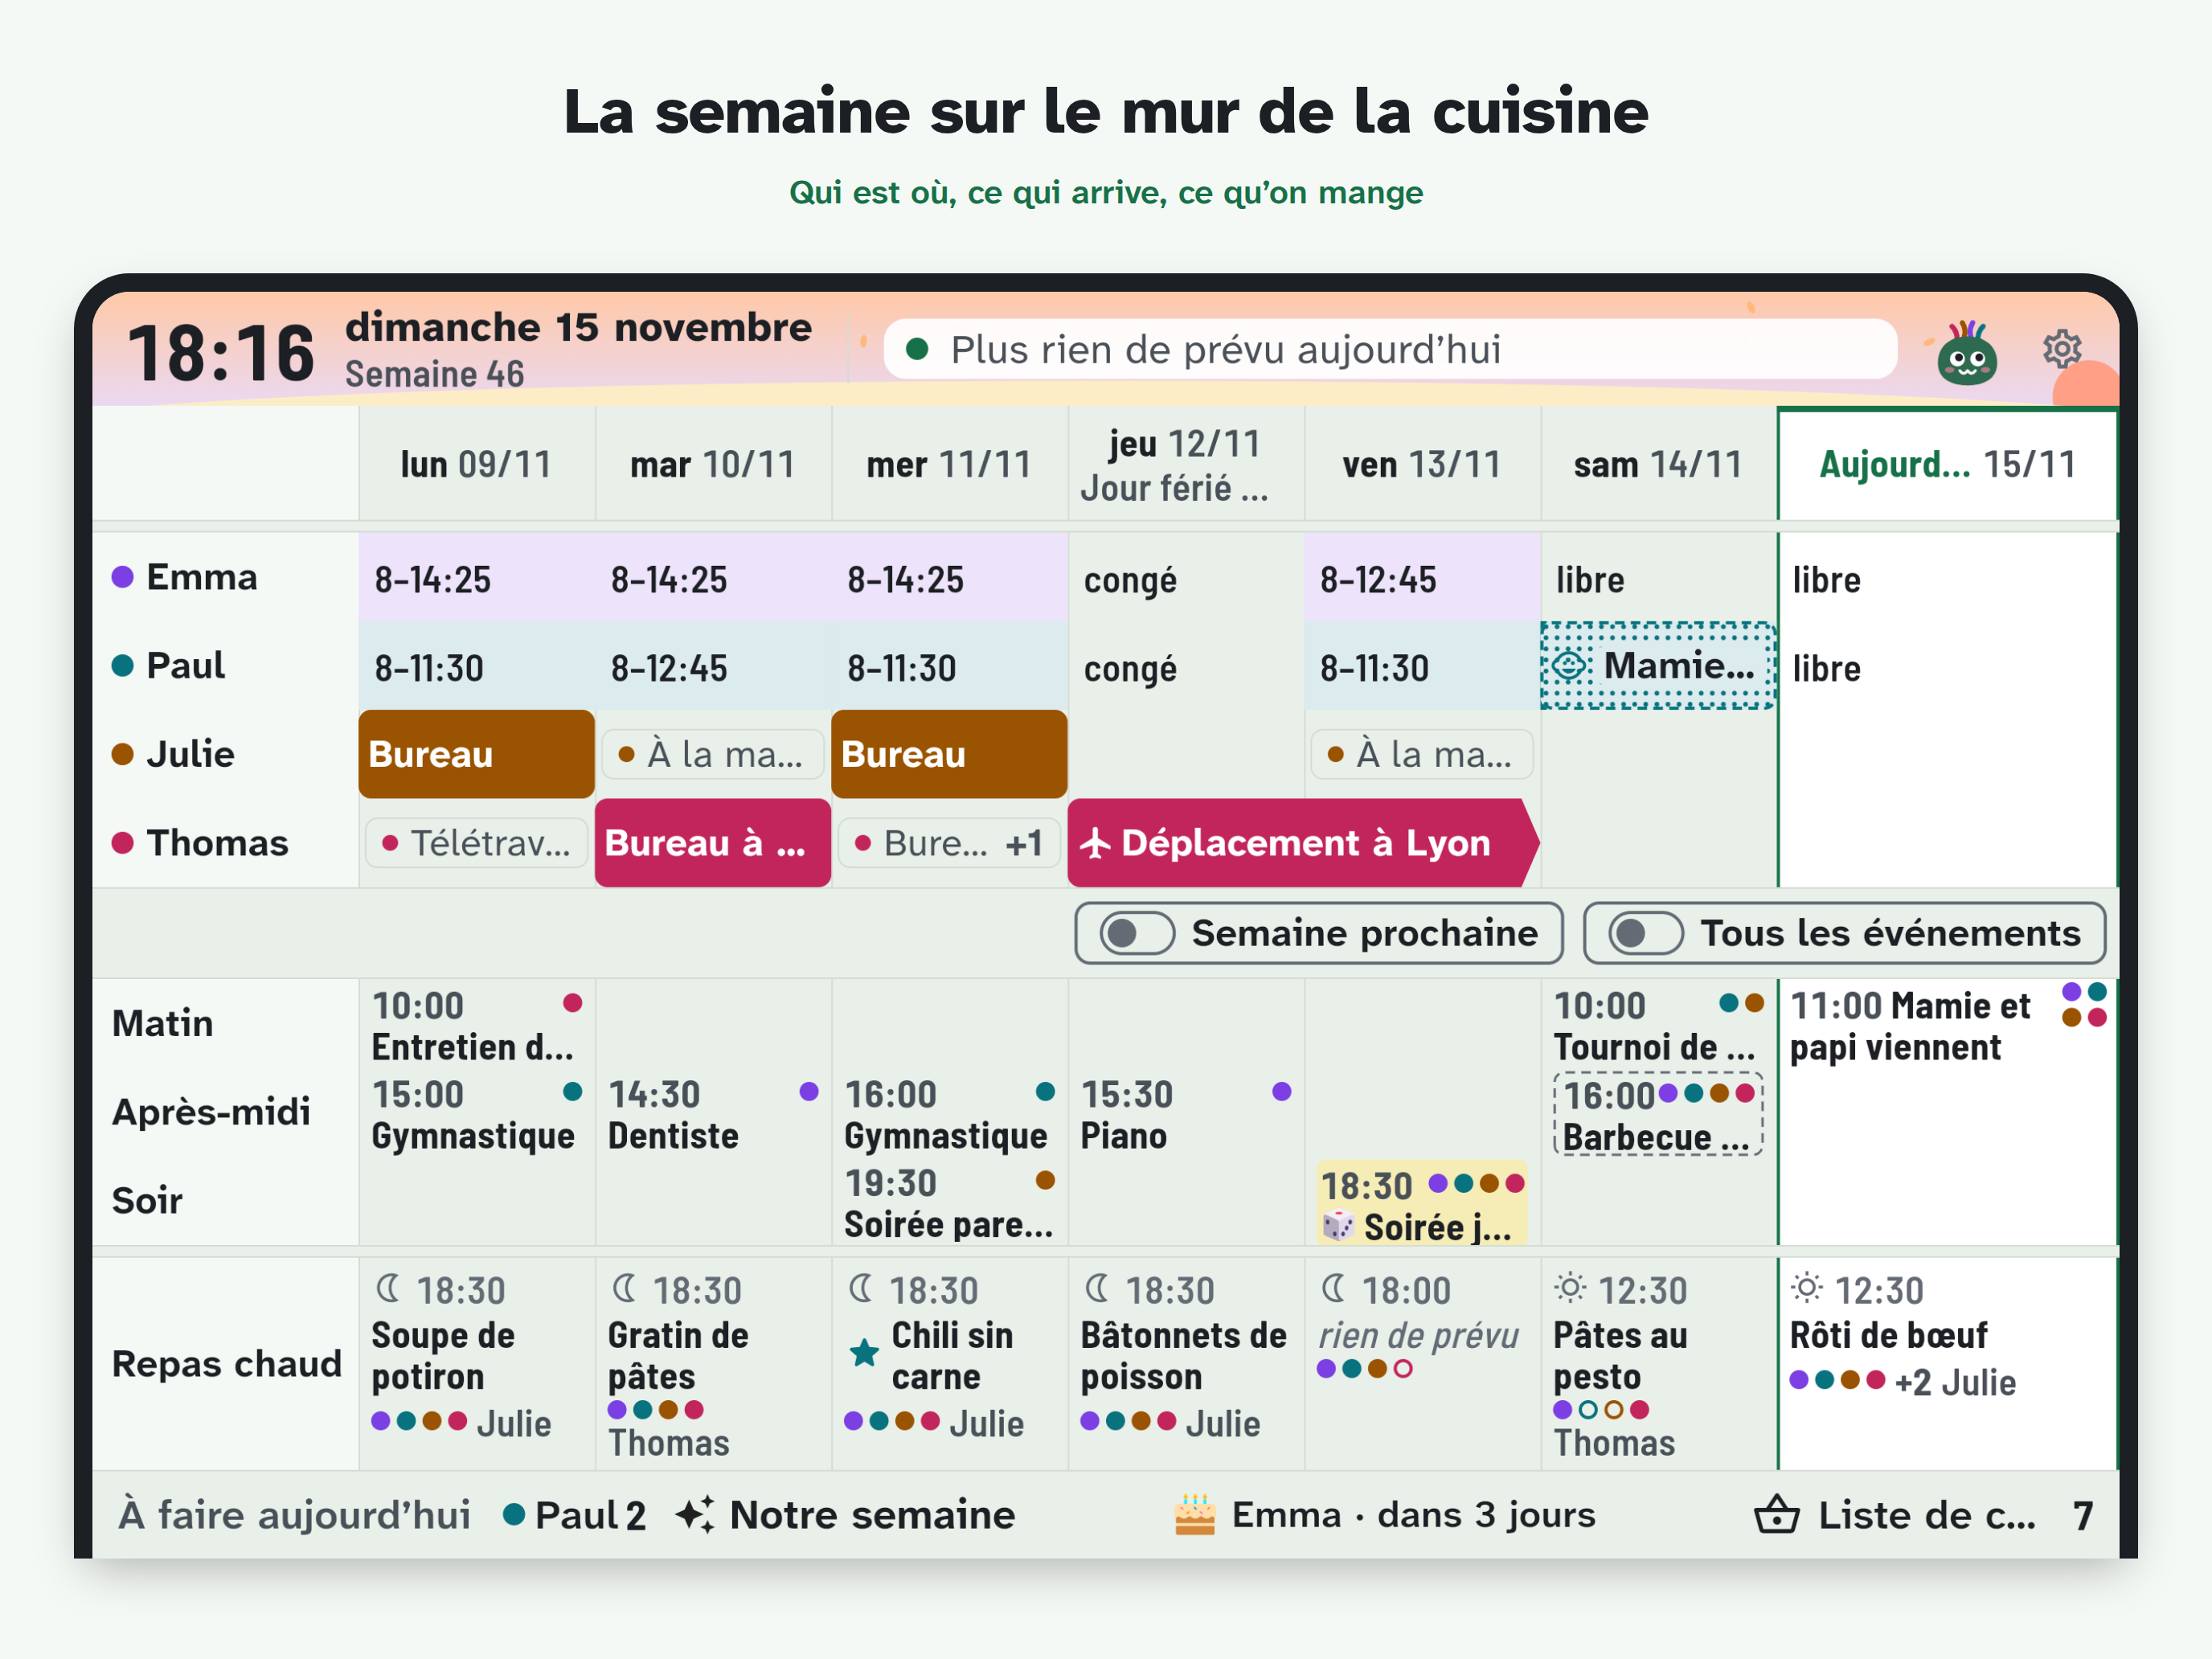 La semaine sur le mur de la cuisine
Qui est où, ce qui arrive, ce qu’on mange
18:16
dimanche 15 novembre
Semaine 46
Plus rien de prévu aujourd’hui
lun 09/11
mar 10/11
mer 11/11
jeu 12/11
Jour férié ...
ven 13/11
sam 14/11
Aujourd... 15/11
Emma
8–14:25
8–14:25
8–14:25
congé
8–12:45
libre
libre
Paul
8–11:30
8–12:45
8–11:30
congé
8–11:30
Mamie...
libre
Julie
Bureau
À la ma...
Bureau
À la ma...
Thomas
Télétrav...
Bureau à ...
Bure... +1
Déplacement à Lyon
Semaine prochaine
Tous les événements
Matin
10:00
Entretien d...
10:00
Tournoi de ...
11:00 Mamie et
papi viennent
Après-midi
15:00
Gymnastique
14:30
Dentiste
16:00
Gymnastique
15:30
Piano
16:00
Barbecue ...
Soir
19:30
Soirée pare...
18:30
Soirée j...
Repas chaud
18:30
Soupe de
potiron
Julie
18:30
Gratin de
pâtes
Thomas
18:30
Chili sin
carne
Julie
18:30
Bâtonnets de
poisson
Julie
18:00
rien de prévu
12:30
Pâtes au
pesto
Thomas
12:30
Rôti de bœuf
+2 Julie
À faire aujourd’hui
Paul 2
Notre semaine
Emma · dans 3 jours
Liste de c... 7